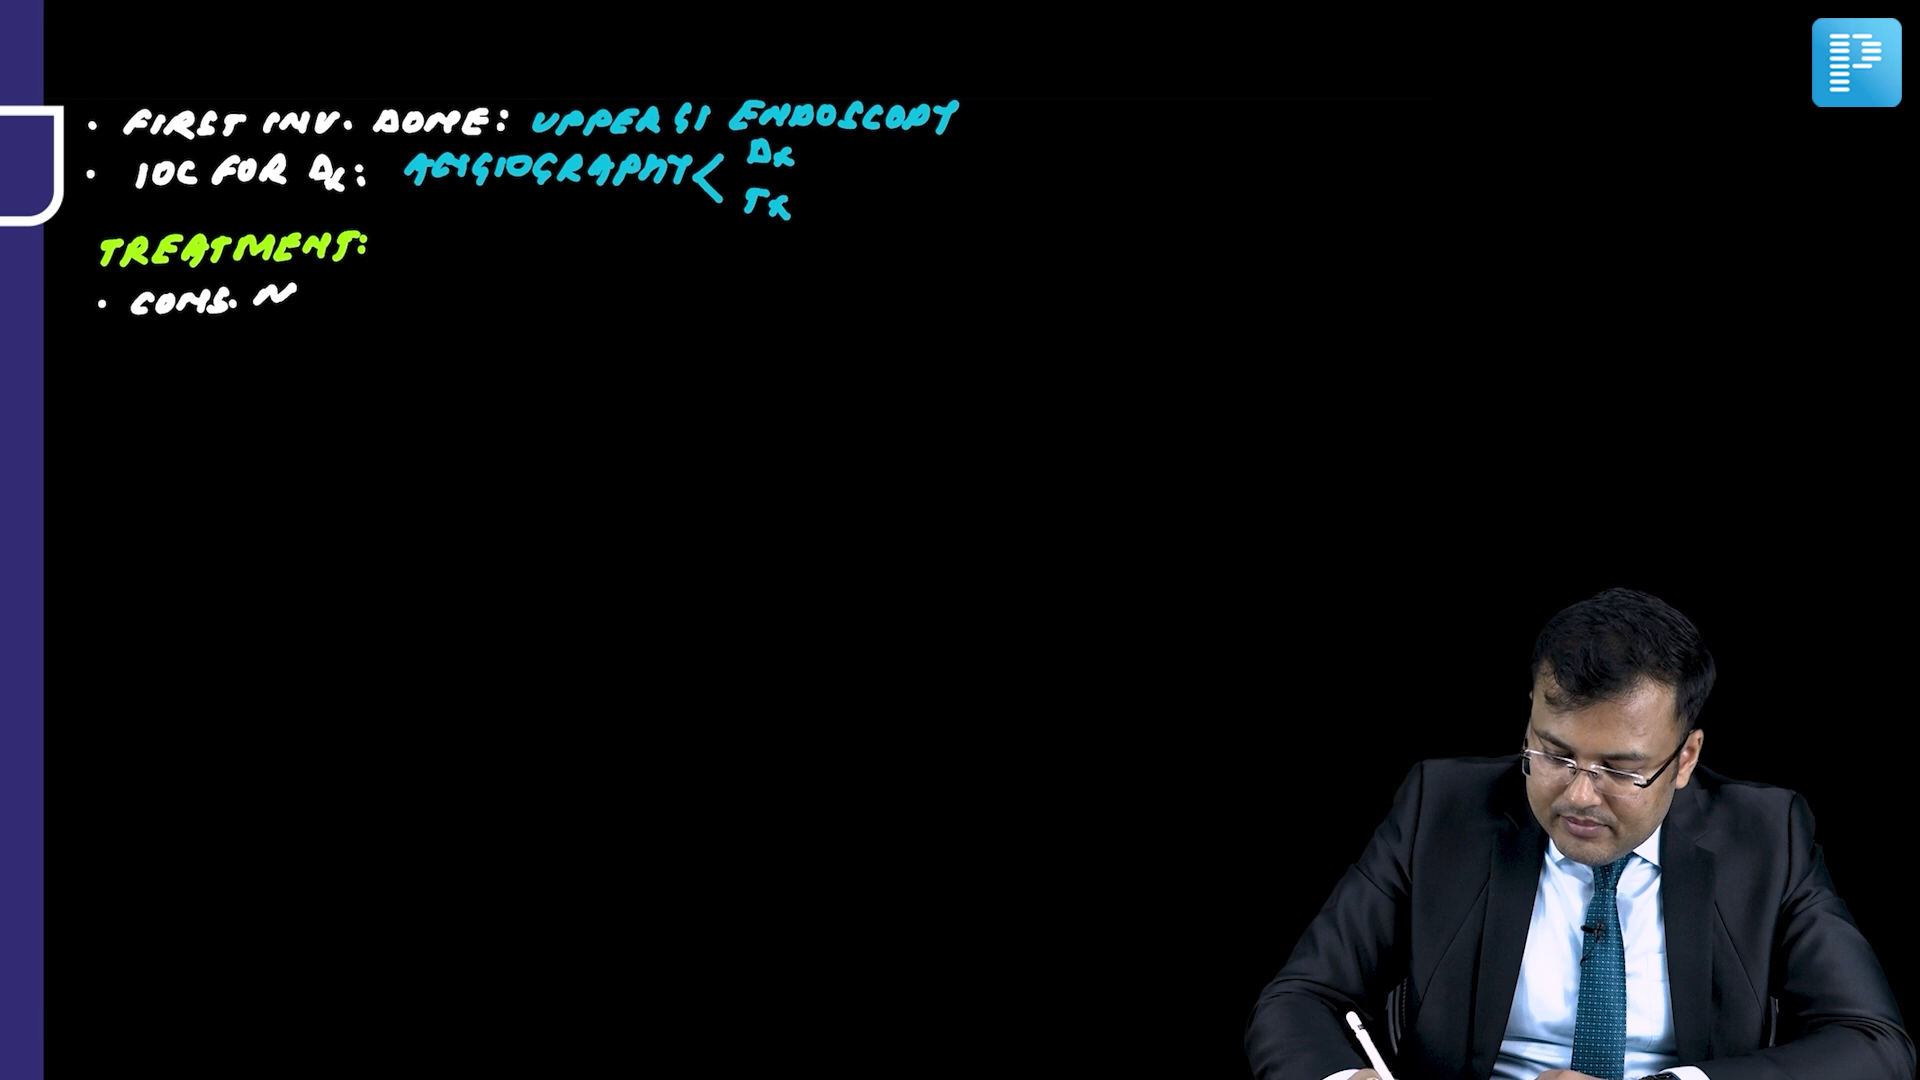 • FIRST INV. DONE: UPPER GI ENDOSCOPY
• IOC FOR Dx: ANGIOGRAPHY < Dx
Tx
TREATMENT:
• CONS. N